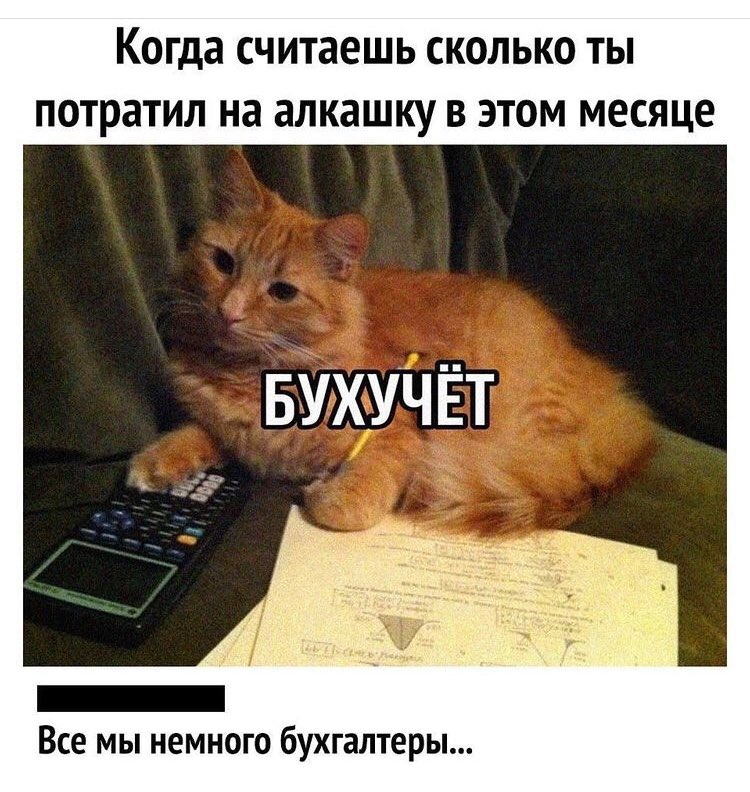 Когда считаешь сколько ты
потратил на алкашку в этом месяце
БУХУЧЁТ
Все мы немного бухгалтеры...